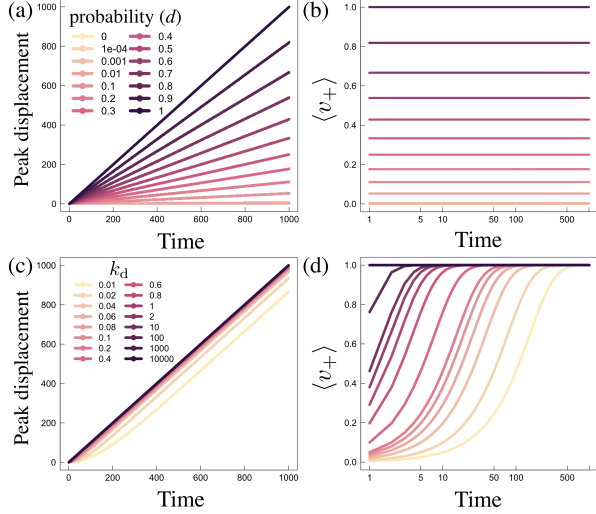 (a)
Peak displacement
1000
800
600
400
200
0
probability (d)
0
1e-04
0.001
0.01
0.1
0.2
0.3
0.4
0.5
0.6
0.7
0.8
0.9
1
0 200 400 600 800 1000
Time
(b)
⟨v+⟩
1.0
0.8
0.6
0.4
0.2
0.0
1 5 10 50 100 500
Time
(c)
Peak displacement
1000
800
600
400
200
0
kd
0.01
0.02
0.04
0.06
0.08
0.1
0.2
0.4
0.6
0.8
1
2
10
100
1000
10000
0 200 400 600 800 1000
Time
(d)
⟨v+⟩
1.0
0.8
0.6
0.4
0.2
0.0
1 5 10 50 100 500
Time